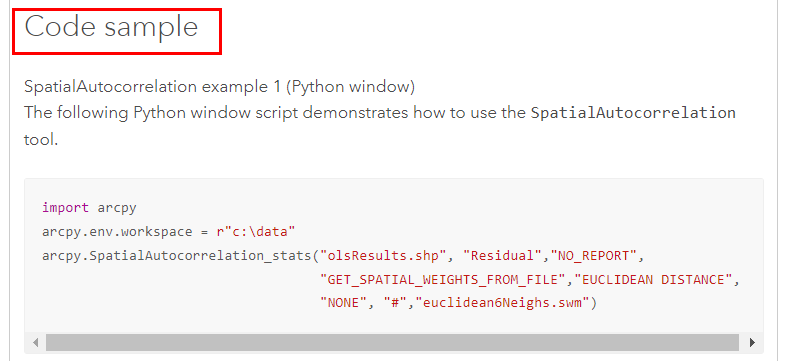 Code sample
SpatialAutocorrelation example 1 (Python window)
The following Python window script demonstrates how to use the SpatialAutocorrelation
tool.
import arcpy
arcpy.env.workspace = r"c:\data"
arcpy.SpatialAutocorrelation_stats("olsResults.shp", "Residual","NO_REPORT",
"GET_SPATIAL_WEIGHTS_FROM_FILE","EUCLIDEAN DISTANCE",
"NONE", "#","euclidean6Neighs.swm")